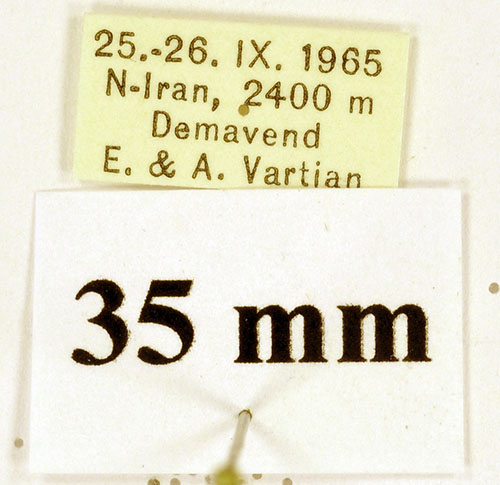 25.-26. IX. 1965
N-Iran, 2400 m
Demavend
E. & A. Vartian
35 mm